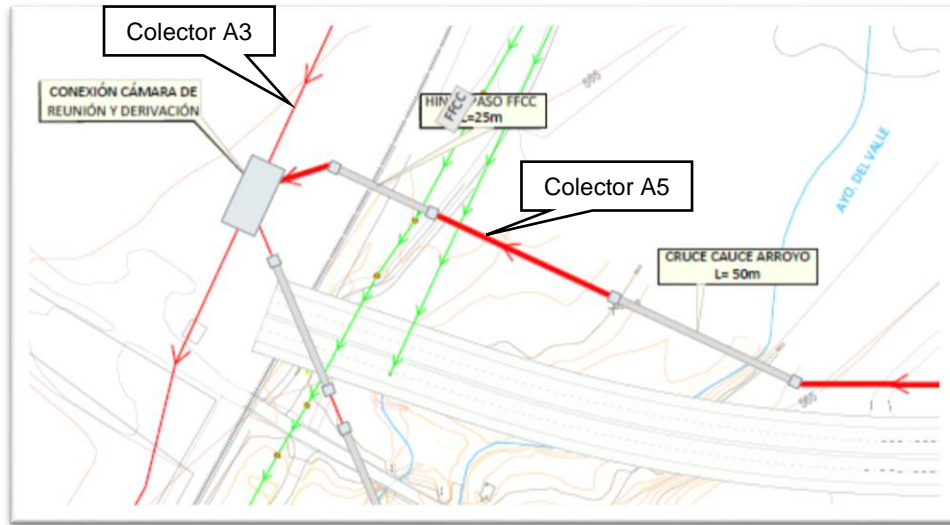 Colector A3
CONEXIÓN CÁMARA DE
REUNIÓN Y DERIVACIÓN
PASO FFCC
L=25m
FFCC
565
Colector A5
AYO. DEL VALLE
CRUCE CAUCE ARROYO
L= 50m
565